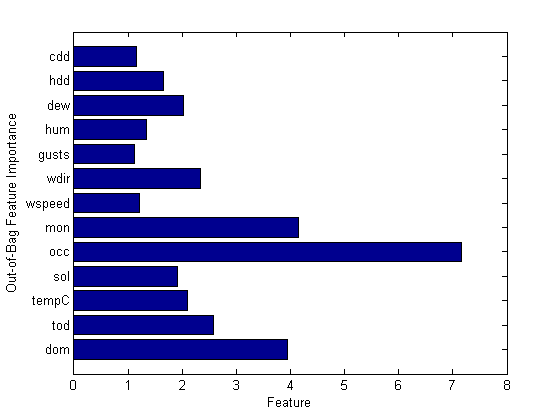 cdd
hdd
dew
hum
gusts
wdir
wspeed
mon
occ
sol
tempC
tod
dom
Out-of-Bag Feature Importance
0 1 2 3 4 5 6 7 8
Feature